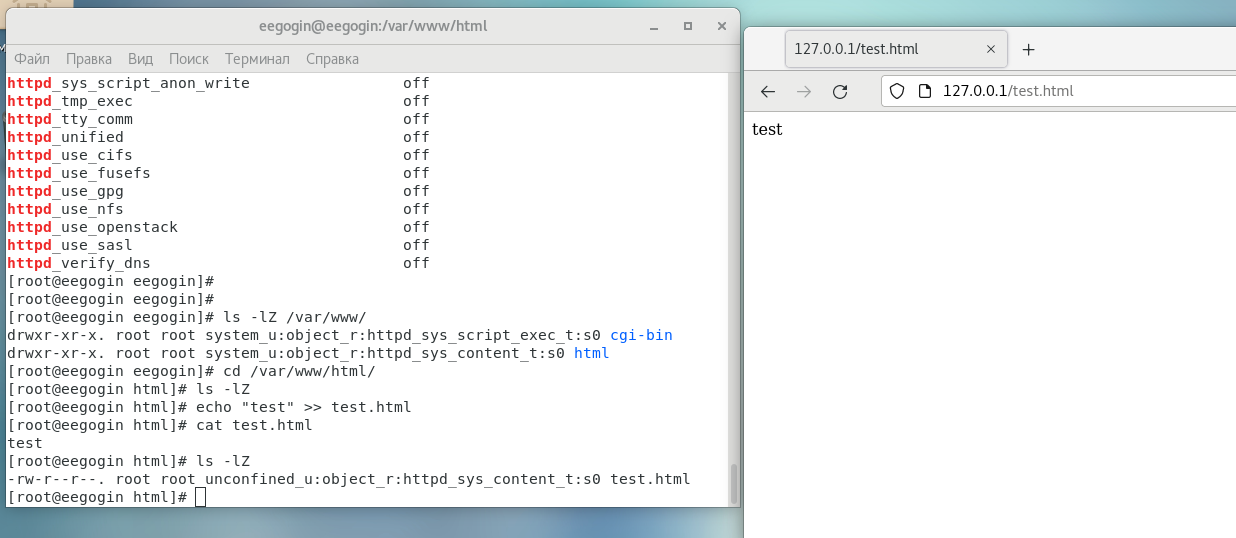 eegogin@eegogin:/var/www/html
Файл Правка Вид Поиск Терминал Справка
httpd_sys_script_anon_write off
httpd_tmp_exec off
httpd_tty_comm off
httpd_unified off
httpd_use_cifs off
httpd_use_fusefs off
httpd_use_gpg off
httpd_use_nfs off
httpd_use_openstack off
httpd_use_sasl off
httpd_verify_dns off
[root@eegogin eegogin]#
[root@eegogin eegogin]#
[root@eegogin eegogin]# ls -lZ /var/www/
drwxr-xr-x. root root system_u:object_r:httpd_sys_script_exec_t:s0 cgi-bin
drwxr-xr-x. root root system_u:object_r:httpd_sys_content_t:s0 html
[root@eegogin eegogin]# cd /var/www/html/
[root@eegogin html]# ls -lZ
[root@eegogin html]# echo "test" >> test.html
[root@eegogin html]# cat test.html
test
[root@eegogin html]# ls -lZ
-rw-r--r--. root root unconfined_u:object_r:httpd_sys_content_t:s0 test.html
[root@eegogin html]#
127.0.0.1/test.html
127.0.0.1/test.html
test